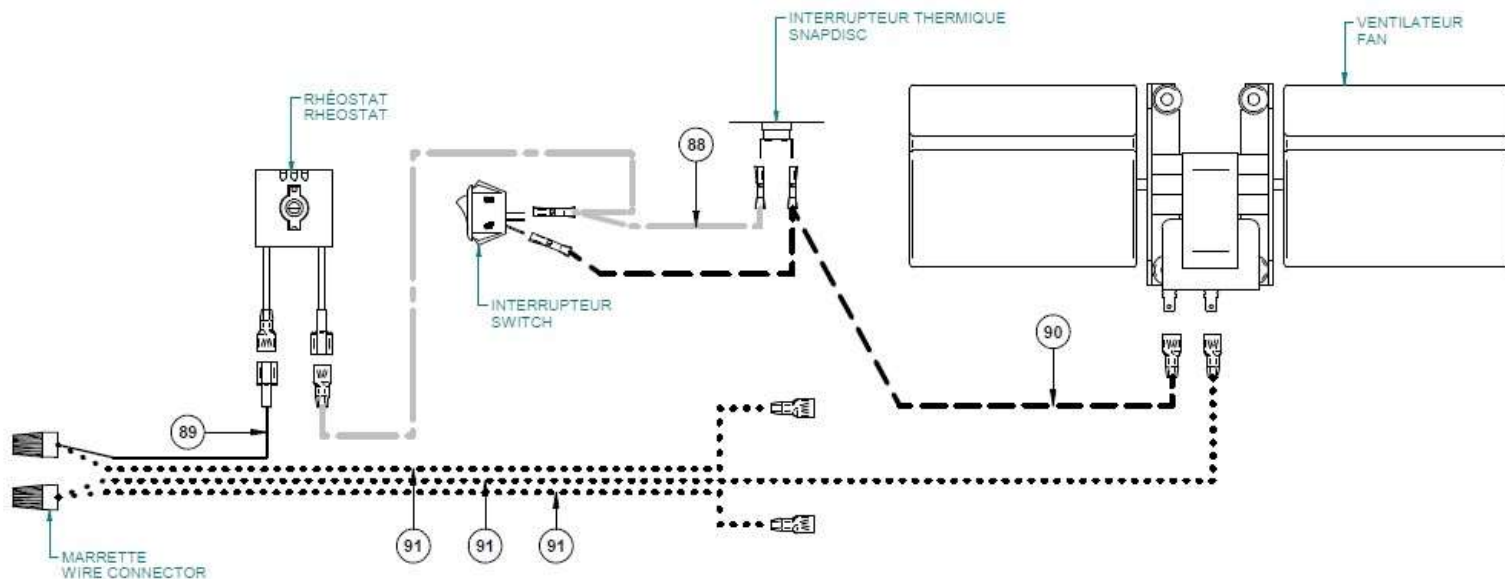 INTERRUPTEUR THERMIQUE
SNAPDISC
VENTILATEUR
FAN
RHÉOSTAT
RHEOSTAT
88
INTERRUPTEUR
SWITCH
90
89
91
91
91
MARRETTE
WIRE CONNECTOR